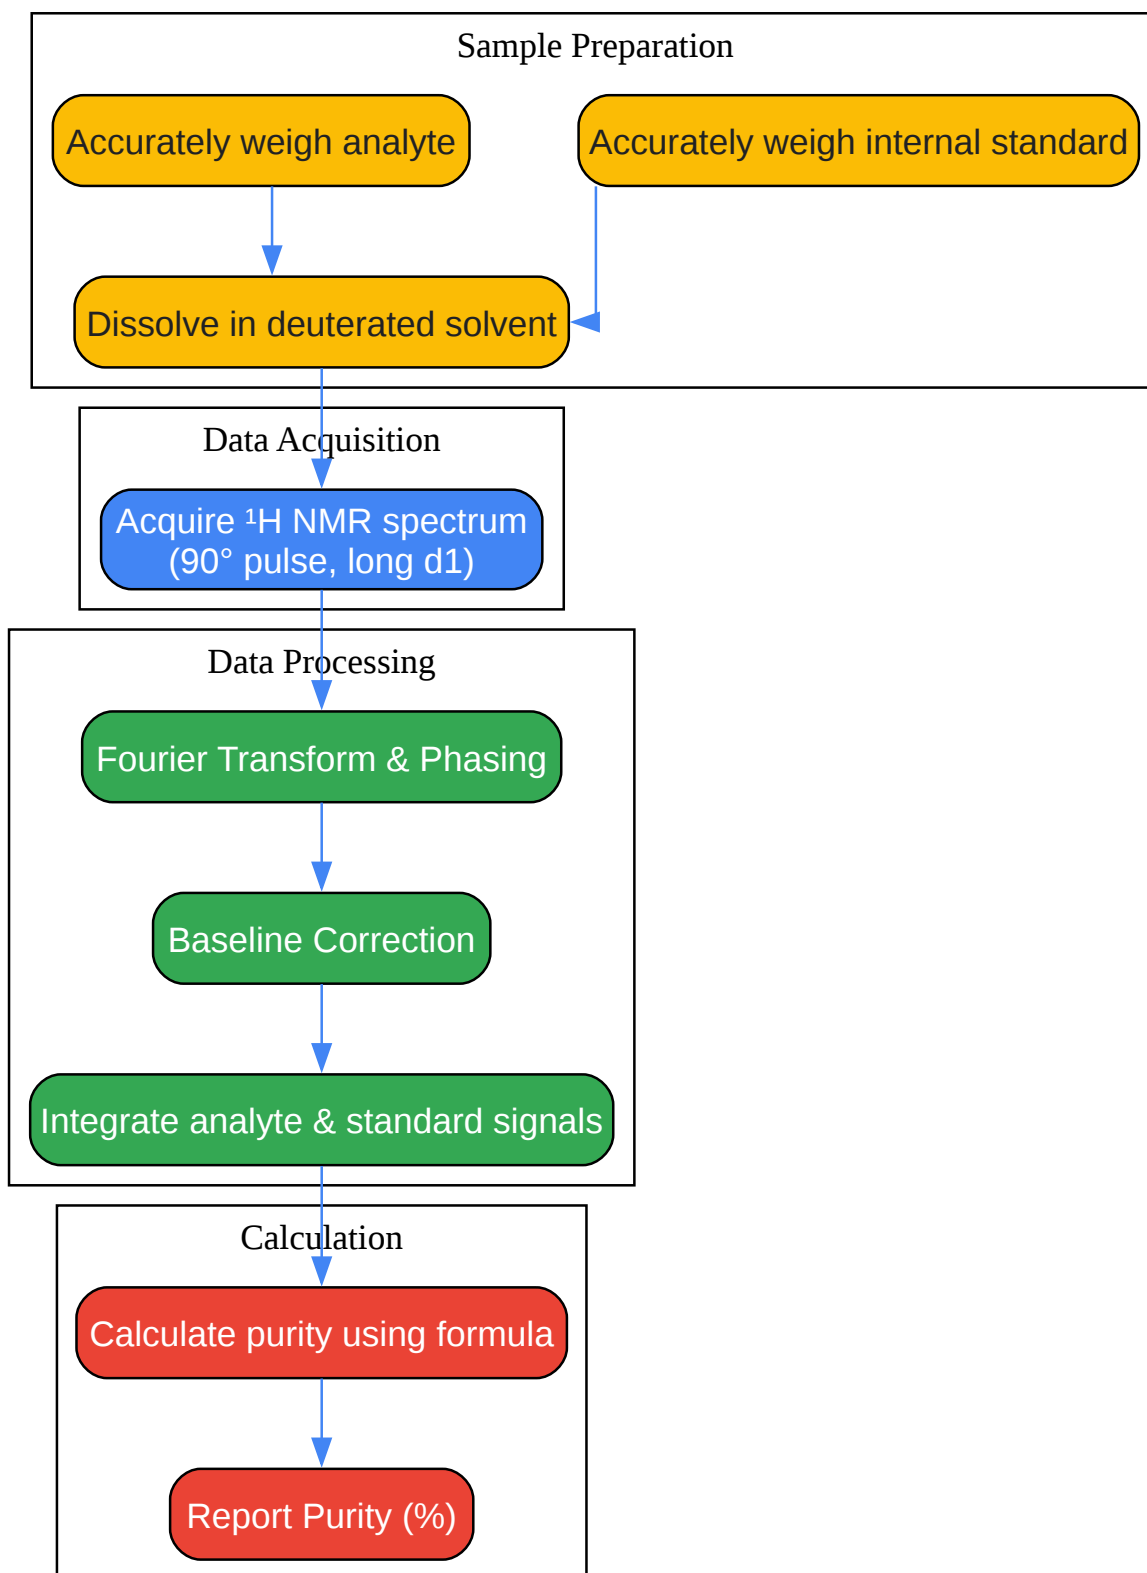 Sample Preparation
Accurately weigh analyte
Accurately weigh internal standard
Dissolve in deuterated solvent
Data Acquisition
Acquire ¹H NMR spectrum
(90° pulse, long d1)
Data Processing
Fourier Transform & Phasing
Baseline Correction
Integrate analyte & standard signals
Calculation
Calculate purity using formula
Report Purity (%)